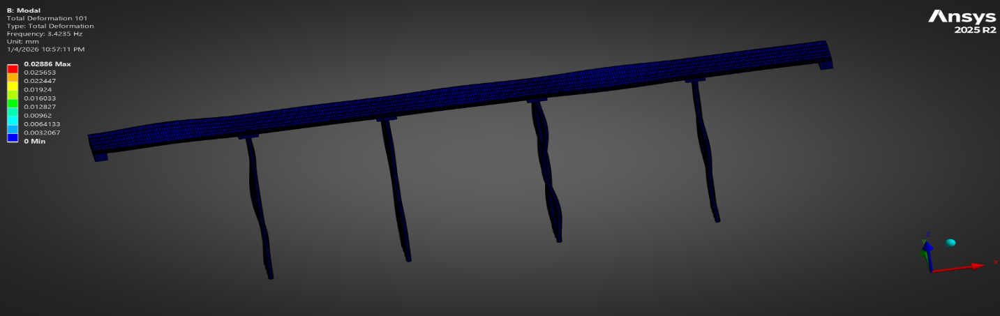 B: Modal
Total Deformation 101
Type: Total Deformation
Frequency: 3.4235 Hz
Unit: mm
1/4/2026 10:57:11 PM
0.02886 Max
0.025653
0.022447
0.01924
0.016033
0.012827
0.00962
0.0064133
0.0032067
0 Min
Ansys
2025 R2
Z
Y
X